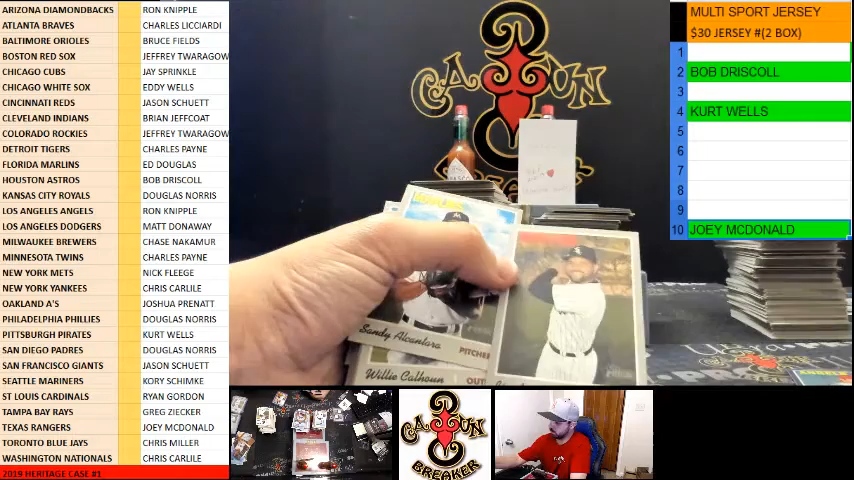 ARIZONA DIAMONDBACKS RON KNIPPLE
ATLANTA BRAVES CHARLES LICCIARDI
BALTIMORE ORIOLES BRUCE FIELDS
BOSTON RED SOX JEFFREY TWARAGOW
CHICAGO CUBS JAY SPRINKLE
CHICAGO WHITE SOX EDDY WELLS
CINCINNATI REDS JASON SCHUETT
CLEVELAND INDIANS BRIAN JEFFCOAT
COLORADO ROCKIES JEFFREY TWARAGOW
DETROIT TIGERS CHARLES PAYNE
FLORIDA MARLINS ED DOUGLAS
HOUSTON ASTROS BOB DRISCOLL
KANSAS CITY ROYALS DOUGLAS NORRIS
LOS ANGELES ANGELS RON KNIPPLE
LOS ANGELES DODGERS MATT DONAWAY
MILWAUKEE BREWERS CHASE NAKAMUR
MINNESOTA TWINS CHARLES PAYNE
NEW YORK METS NICK FLEEGE
NEW YORK YANKEES CHRIS CARLILE
OAKLAND A'S JOSHUA PRENATT
PHILADELPHIA PHILLIES DOUGLAS NORRIS
PITTSBURGH PIRATES KURT WELLS
SAN DIEGO PADRES DOUGLAS NORRIS
SAN FRANCISCO GIANTS JASON SCHUETT
SEATTLE MARINERS KORY SCHIMKE
ST LOUIS CARDINALS RYAN GORDON
TAMPA BAY RAYS GREG ZIECKER
TEXAS RANGERS JOEY MCDONALD
TORONTO BLUE JAYS CHRIS MILLER
WASHINGTON NATIONALS CHRIS CARLILE
2019 HERITAGE CASE #1
CAJUN
BREAKER
Sandy Alcantara PITCHER
Willie Calhoun OUT
CAJUN
BREAKER
MULTI SPORT JERSEY
$30 JERSEY #(2 BOX)
1
2 BOB DRISCOLL
3
4 KURT WELLS
5
6
7
8
9
10 JOEY MCDONALD